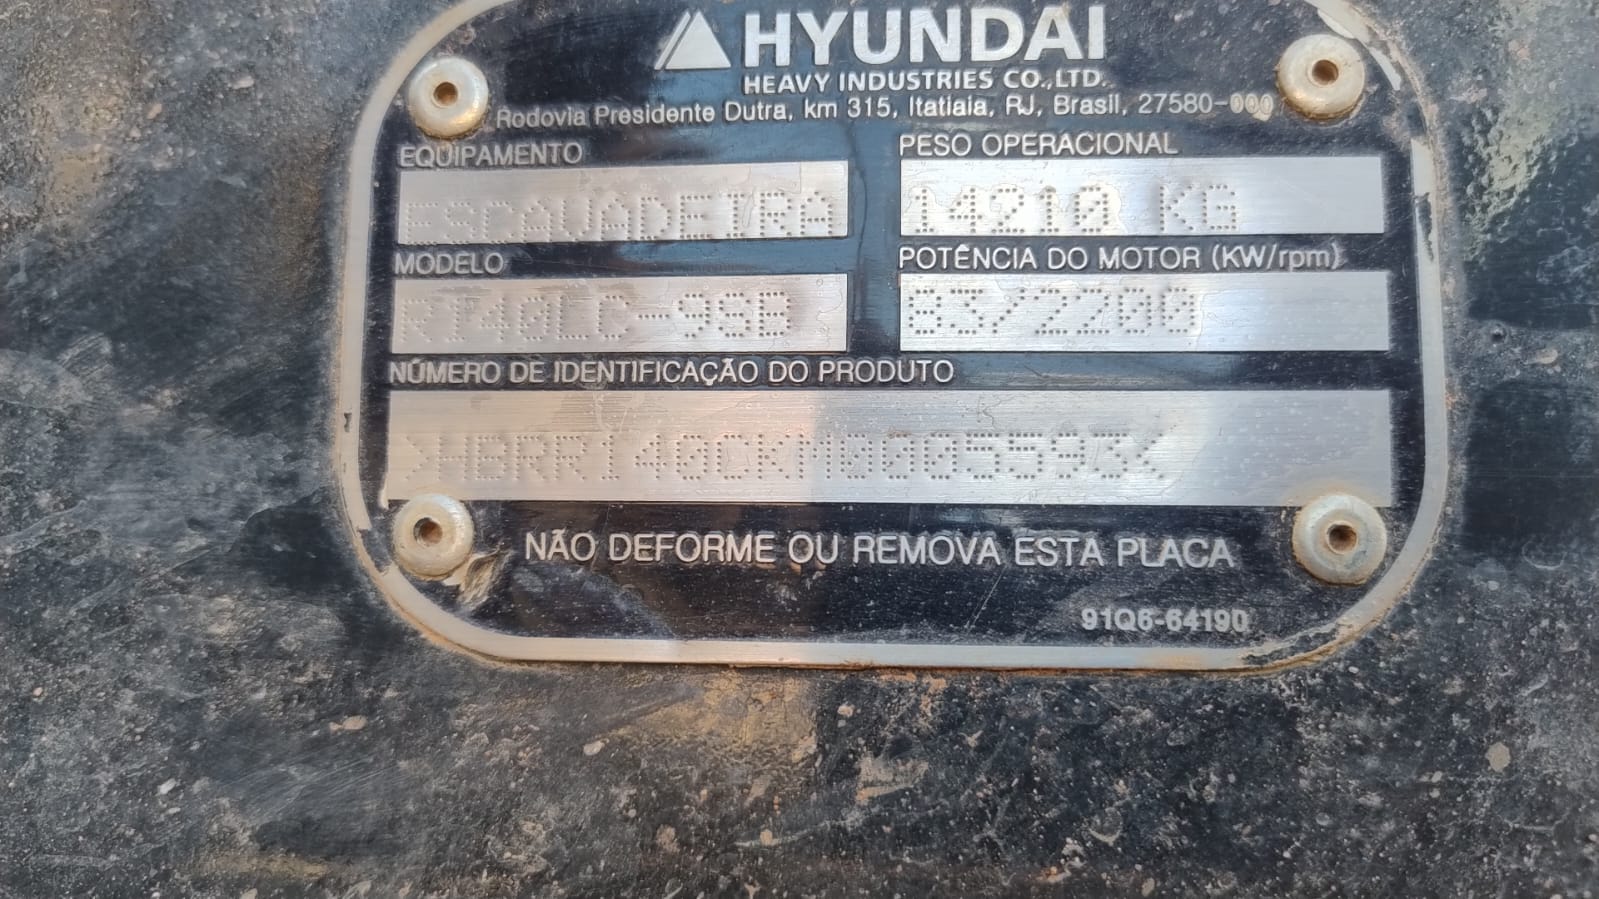 HYUNDAI
HEAVY INDUSTRIES CO.,LTD.
Rodovia Presidente Dutra, km 315, Itatiaia, RJ, Brasil, 27580-000
EQUIPAMENTO
ESCAVADEIRA
PESO OPERACIONAL
14210 KG
MODELO
R140LC-9SB
POTÊNCIA DO MOTOR (KW/rpm)
83/2200
NÚMERO DE IDENTIFICAÇÃO DO PRODUTO
>HBRR140CKM0005593<
NÃO DEFORME OU REMOVA ESTA PLACA
91Q6-64190